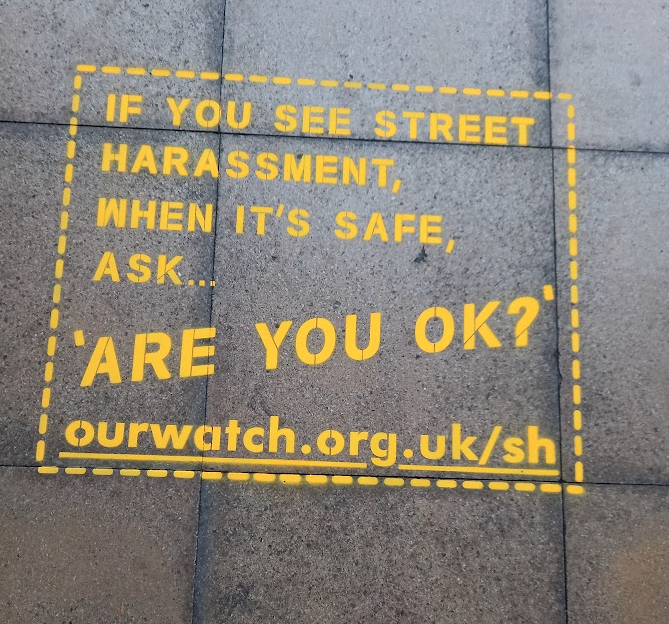 IF YOU SEE STREET
HARASSMENT,
WHEN IT'S SAFE,
ASK...
'ARE YOU OK?'
ourwatch.org.uk/sh